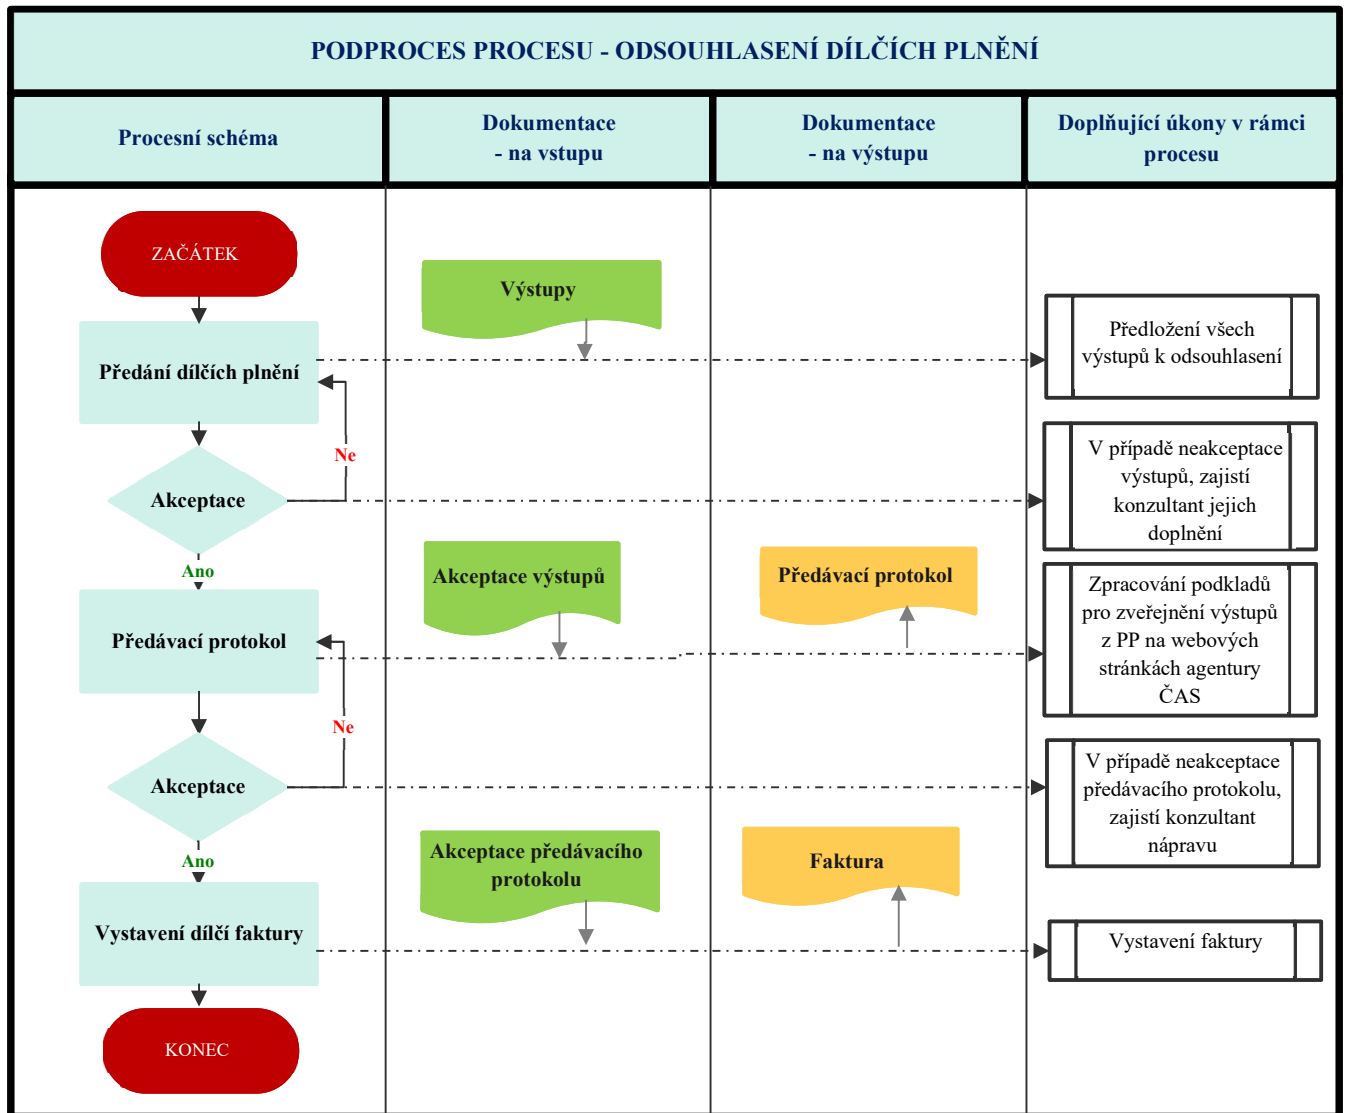 PODPROCES PROCESU - ODSOUHLASENÍ DÍLČÍCH PLNĚNÍ
Procesní schéma
Dokumentace
- na vstupu
Dokumentace
- na výstupu
Doplňující úkony v rámci
procesu
ZAČÁTEK
Výstupy
Předání dílčích plnění
Předložení všech
výstupů k odsouhlasení
Ne
Akceptace
V případě neakceptace
výstupů, zajistí
konzultant jejich
doplnění
Ano
Akceptace výstupů
Předávací protokol
Předávací protokol
Zpracování podkladů
pro zveřejnění výstupů
z PP na webových
stránkách agentury
ČAS
Ne
Akceptace
V případě neakceptace
předávacího protokolu,
zajistí konzultant
nápravu
Ano
Akceptace předávacího
protokolu
Faktura
Vystavení dílčí faktury
Vystavení faktury
KONEC